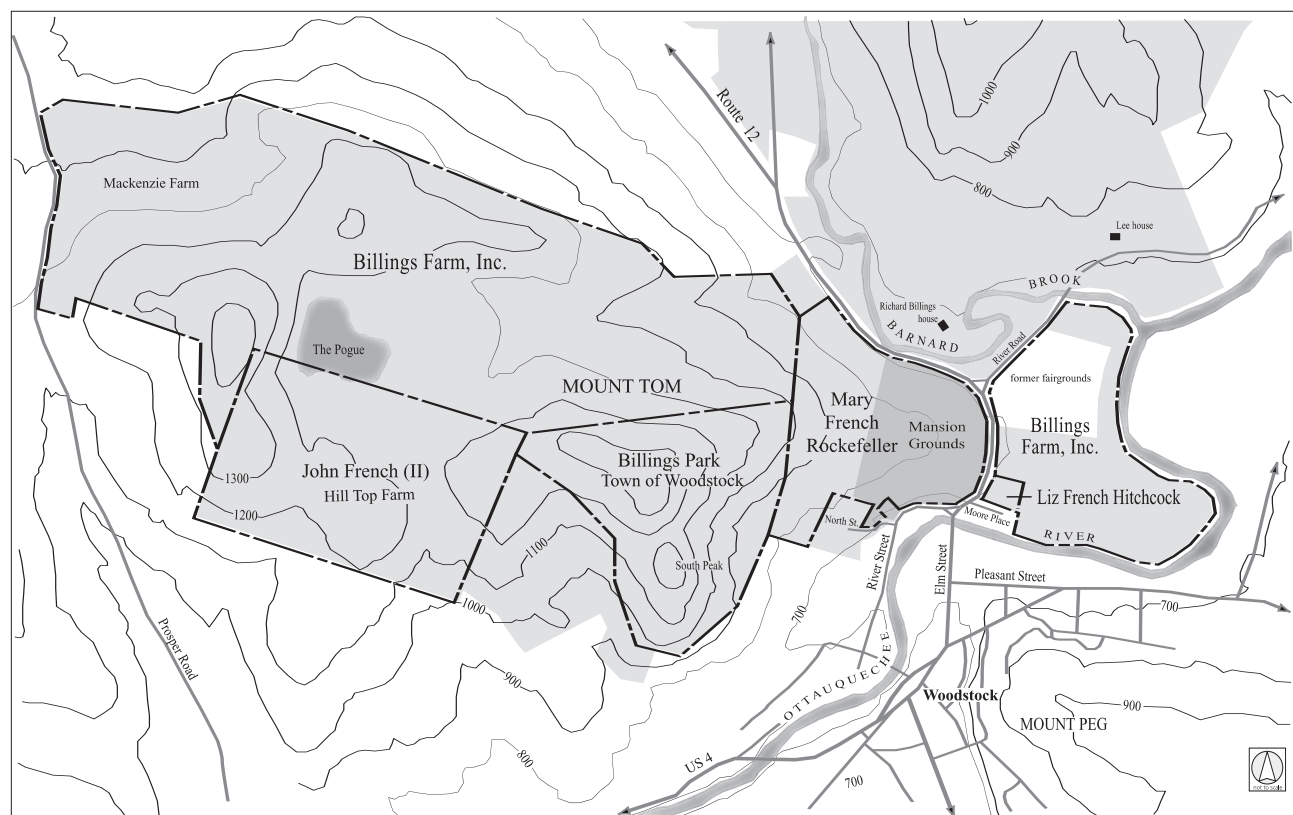 Route 12
1000
900
800
Mackenzie Farm
Lee house
Billings Farm, Inc.
BROOK
Richard Billings
house
BARNARD
River Road
The Pogue
former fairgrounds
MOUNT TOM
Mary
French
Rockefeller
Mansion
Grounds
Billings
Farm, Inc.
Billings Park
Town of Woodstock
John French (II)
Hill Top Farm
1300
1200
Liz French Hitchcock
North St.
Moore Place
RIVER
1100
South Peak
River Street
Elm Street
Pleasant Street
1000
700
700
Prosper Road
OTTAUQUECHEE
900
Woodstock
900
MOUNT PEG
800
US 4
700
not to scale